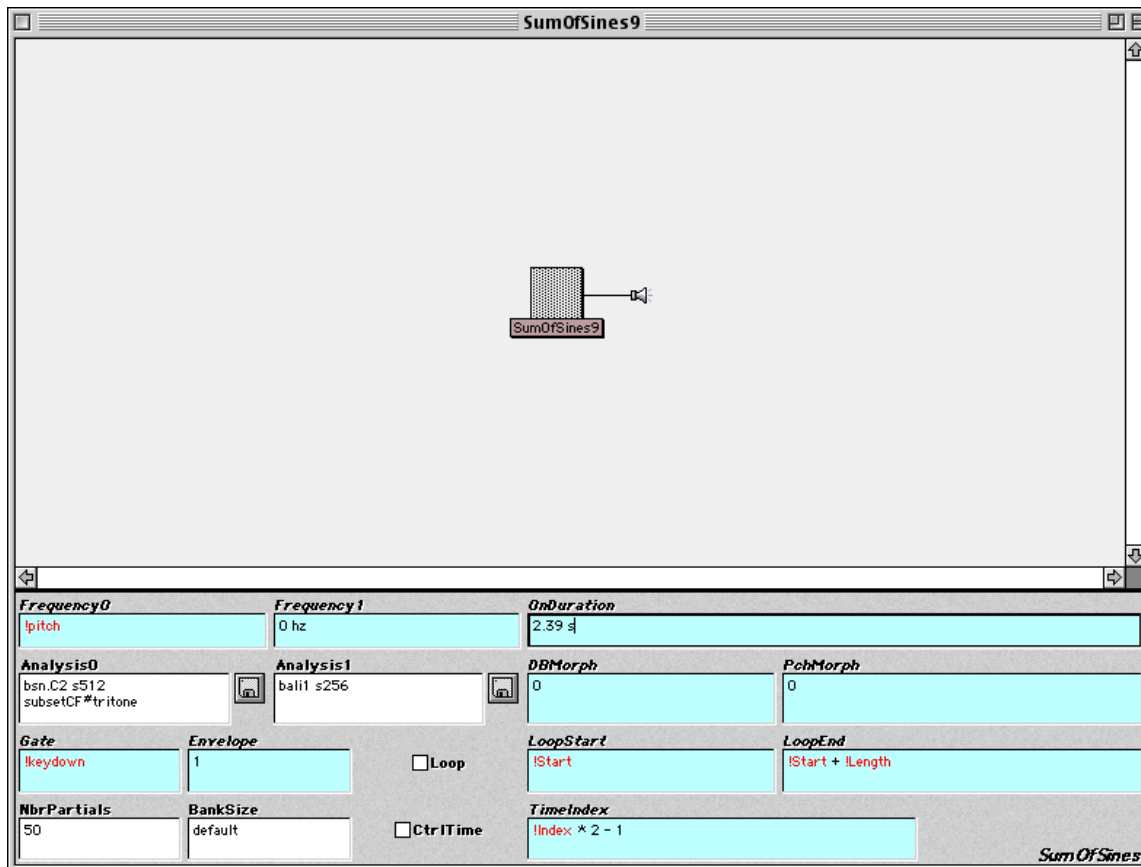 SumOfSines9
SumOfSines9
Frequency0 Frequency1 OnDuration
!pitch 0 hz 2.39 s
Analysis0 Analysis1 DBMorph PchMorph
bsn.C2 s512 bali1 s256 0 0
subsetCF#tritone
Gate Envelope LoopStart LoopEnd
!keydown 1 Loop !Start !Start + !Length
NbrPartials BankSize TimeIndex
50 default CtrlTime !Index * 2 - 1
SumOfSines